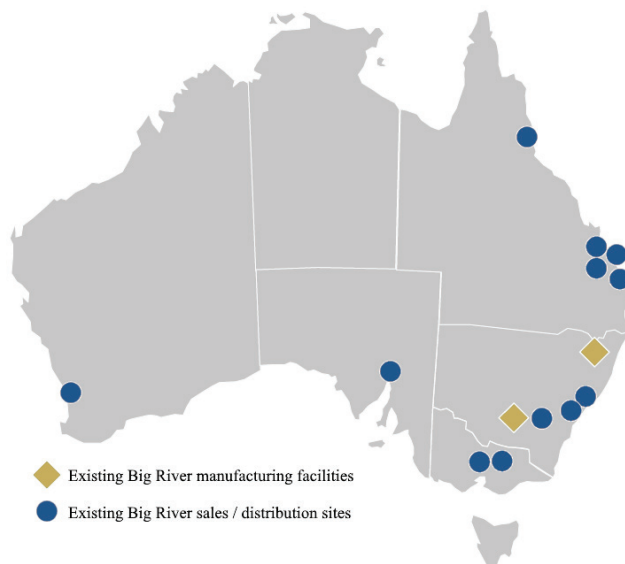 Existing Big River manufacturing facilities
Existing Big River sales / distribution sites